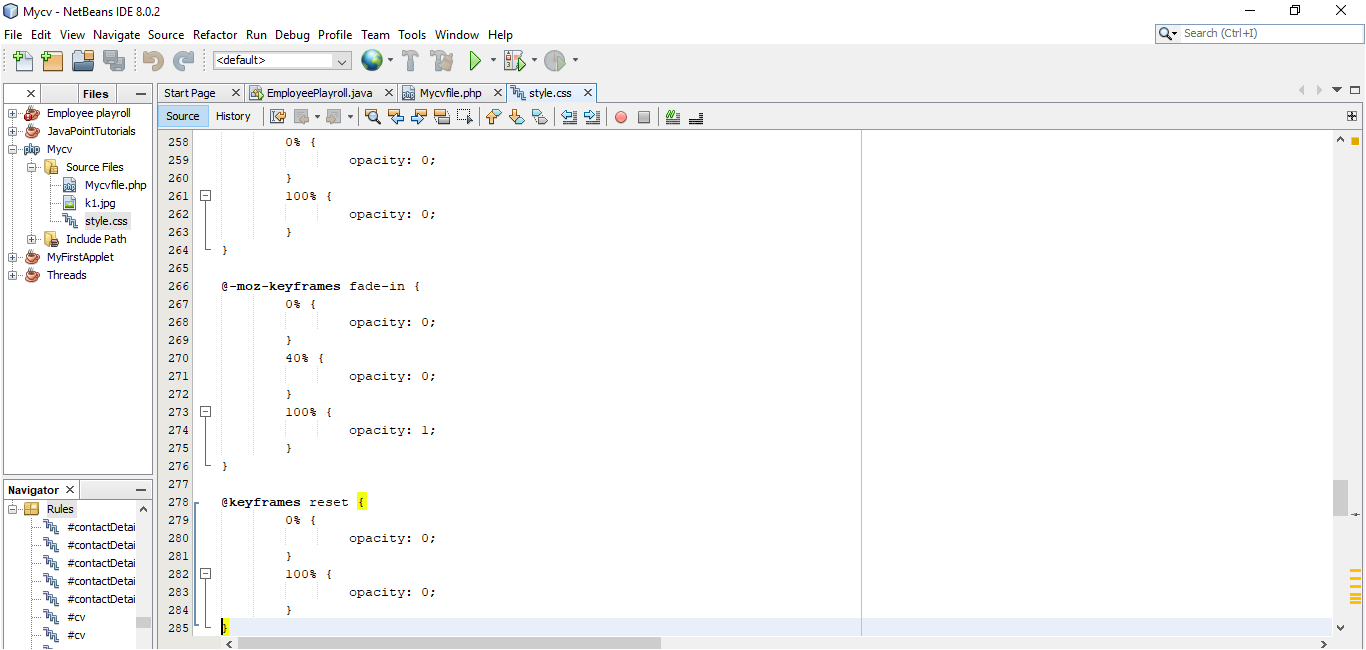 Mycv - NetBeans IDE 8.0.2
File Edit View Navigate Source Refactor Run Debug Profile Team Tools Window Help
Search (Ctrl+I)
<default>
Files
Employee playroll
JavaPointTutorials
Mycv
Source Files
Mycvfile.php
k1.jpg
style.css
Include Path
MyFirstApplet
Threads
Navigator
Rules
#contactDetai
#contactDetai
#contactDetai
#contactDetai
#contactDetai
#cv
#cv
Start Page EmployeePlayroll.java Mycvfile.php style.css
Source History
258 0% {
259 opacity: 0;
260 }
261 100% {
262 opacity: 0;
263 }
264 }
265
266 @-moz-keyframes fade-in {
267 0% {
268 opacity: 0;
269 }
270 40% {
271 opacity: 0;
272 }
273 100% {
274 opacity: 1;
275 }
276 }
277
278 @keyframes reset {
279 0% {
280 opacity: 0;
281 }
282 100% {
283 opacity: 0;
284 }
285 }